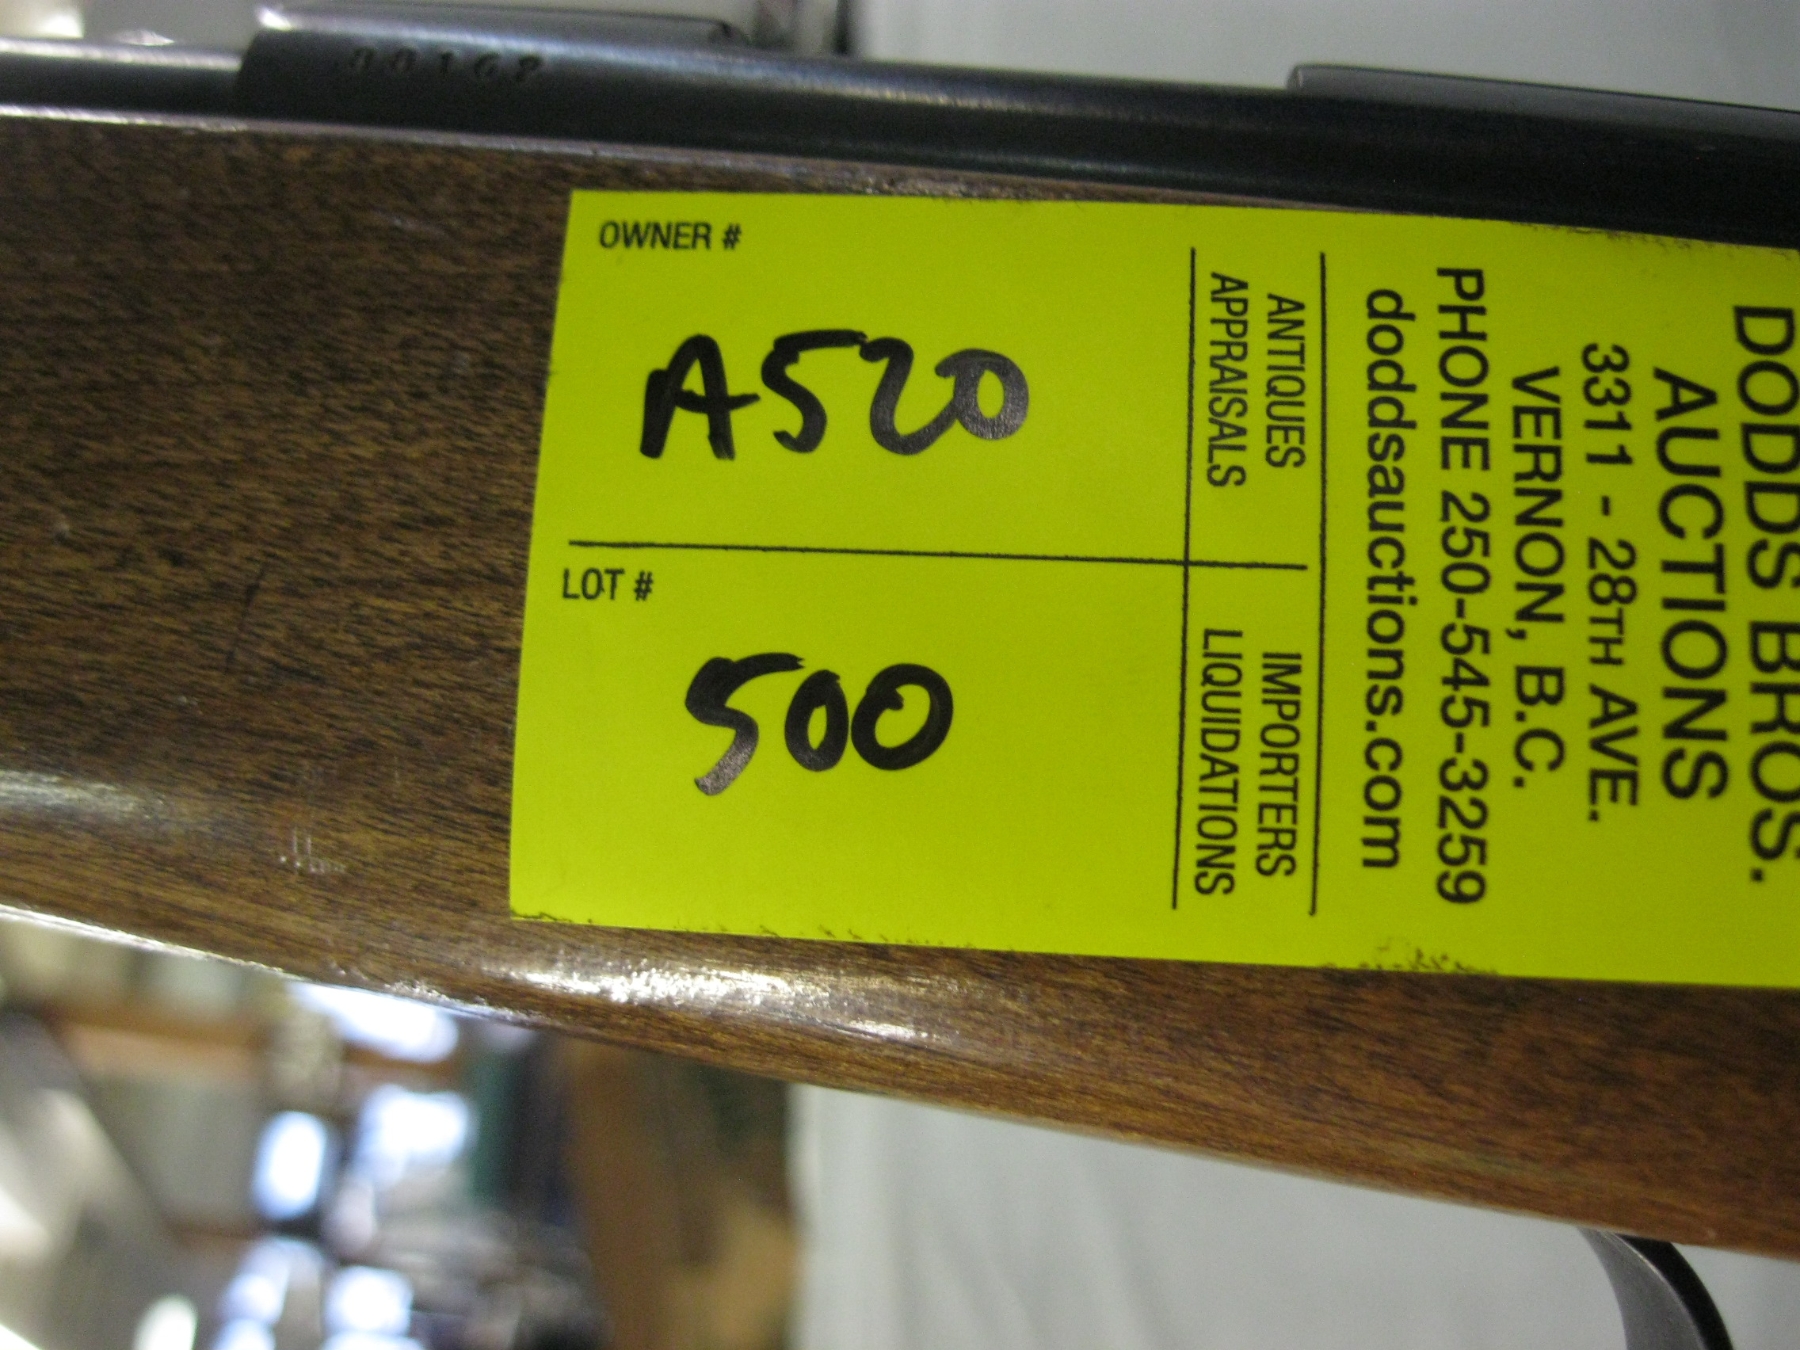 OWNER #
A520
LOT #
500
DODDS BROS.
AUCTIONS
3311 - 28TH AVE.
VERNON, B.C.
PHONE 250-545-3259
doddsauctions.com
ANTIQUES
APPRAISALS
IMPORTERS
LIQUIDATIONS